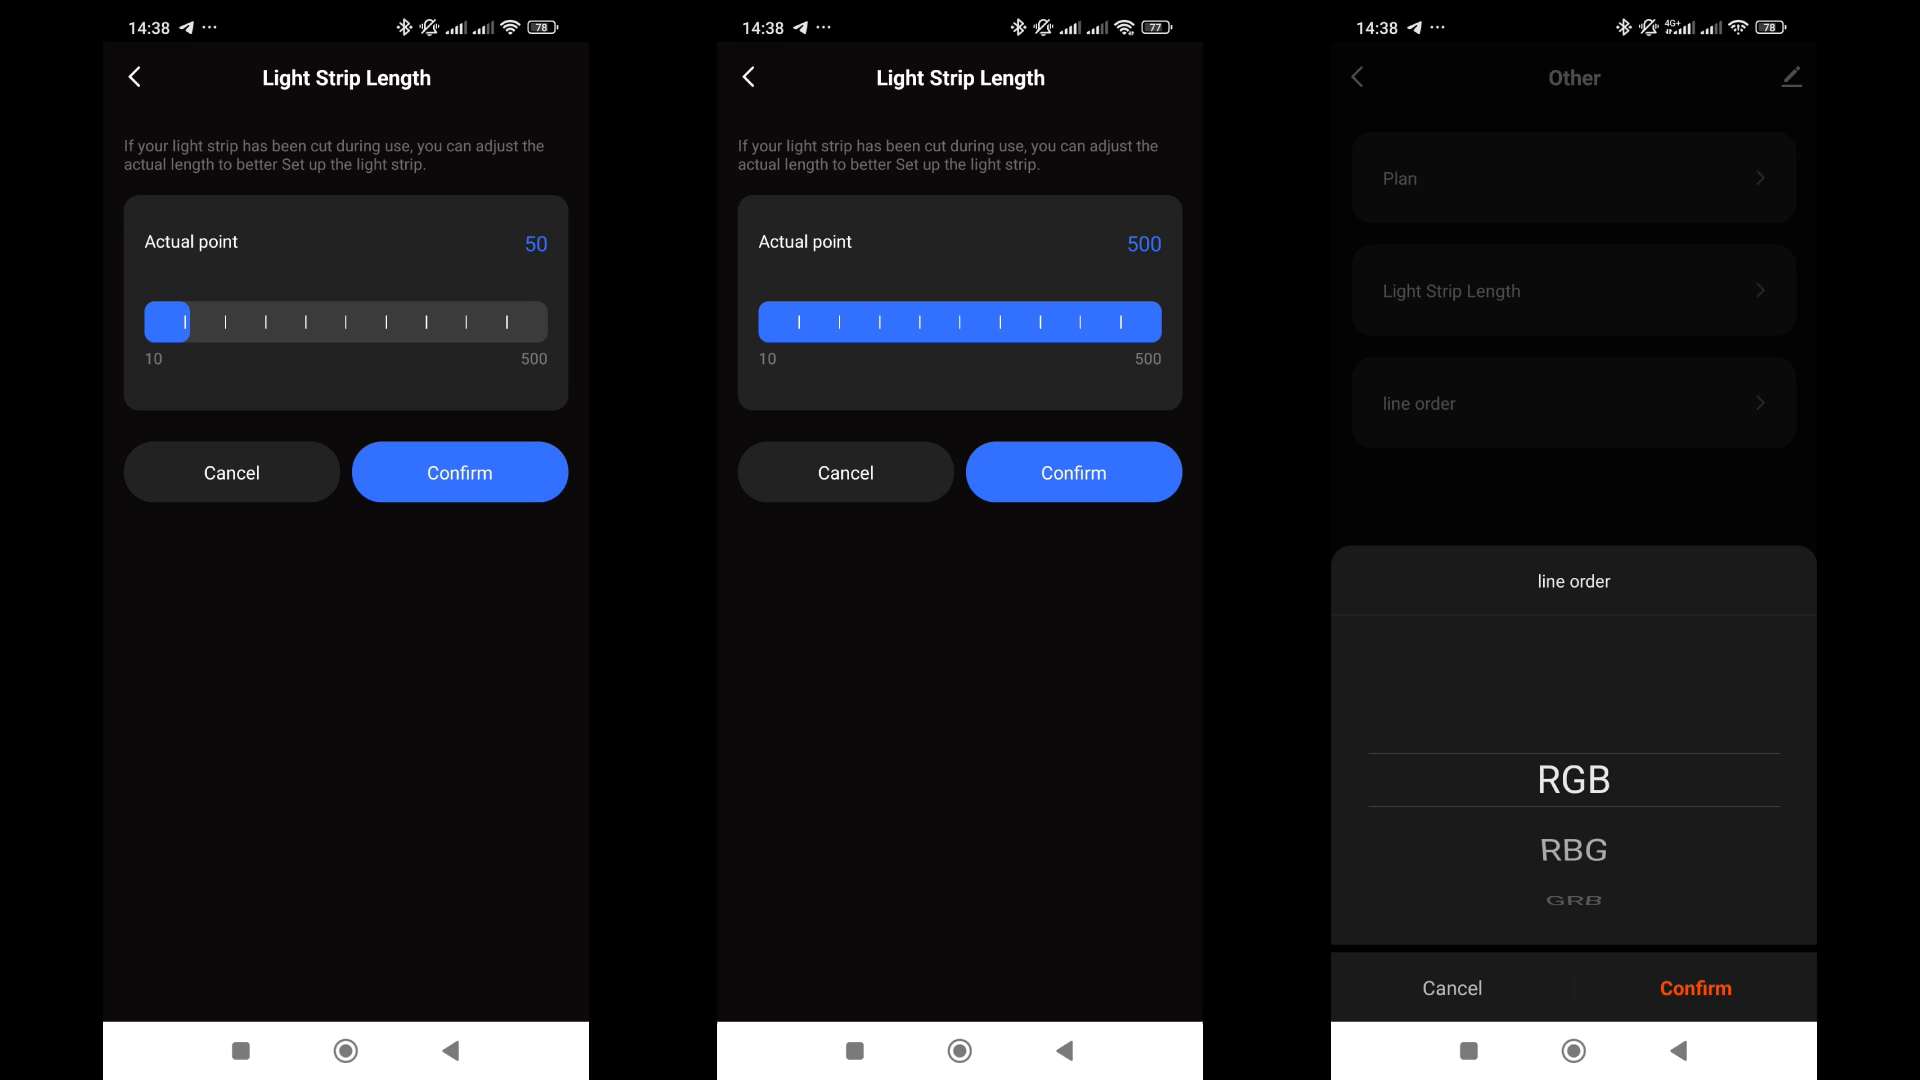 14:38
78
Light Strip Length
If your light strip has been cut during use, you can adjust the
actual length to better Set up the light strip.
Actual point
50
10
500
Cancel
Confirm
14:38
77
Light Strip Length
If your light strip has been cut during use, you can adjust the
actual length to better Set up the light strip.
Actual point
500
10
500
Cancel
Confirm
14:38
4G+
78
Other
Plan
Light Strip Length
line order
line order
RGB
RBG
GRB
Cancel
Confirm